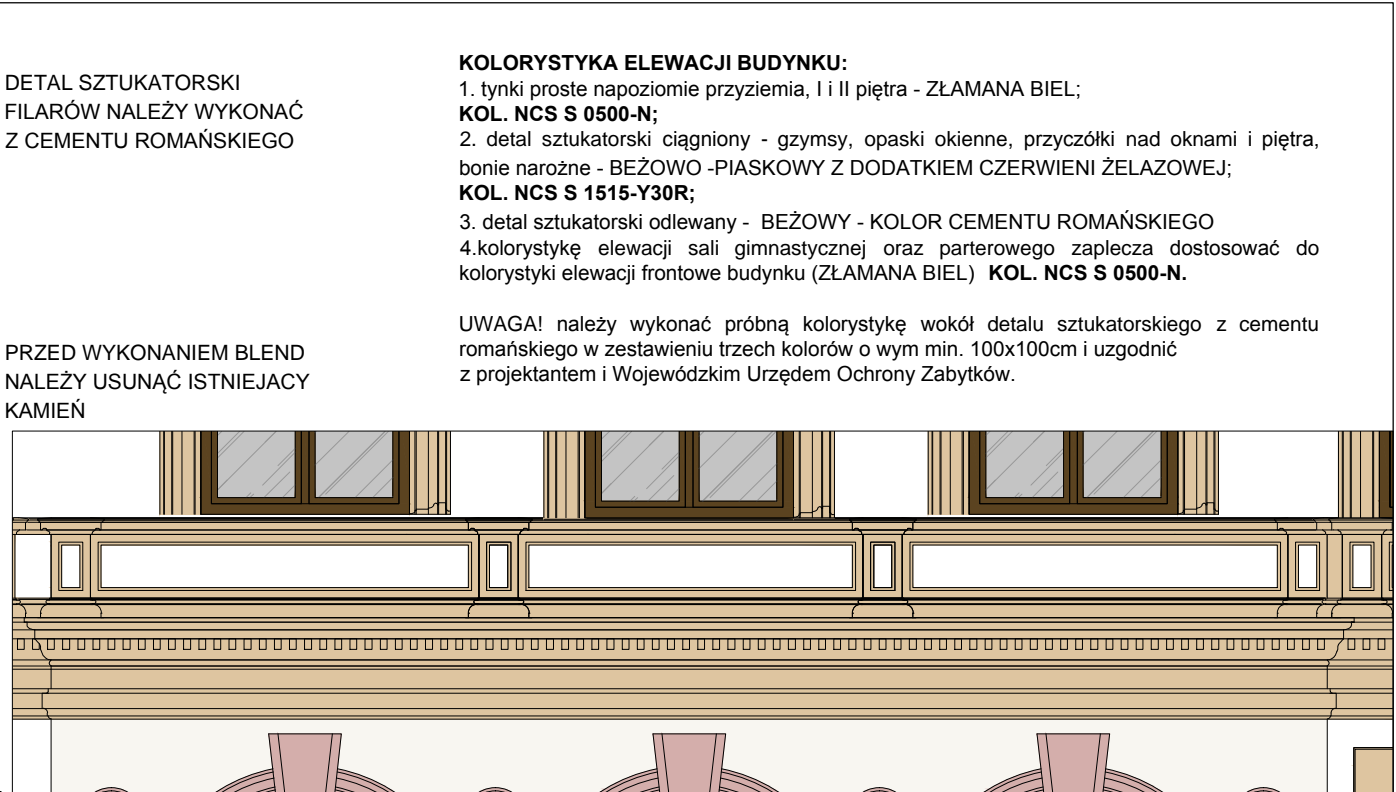 DETAL SZTUKATORSKI
FILARÓW NALEŻY WYKONAĆ
Z CEMENTU ROMAŃSKIEGO
PRZED WYKONANIEM BLEND
NALEŻY USUNĄĆ ISTNIEJACY
KAMIEŃ
KOLORYSTYKA ELEWACJI BUDYNKU:
1. tynki proste napoziomie przyziemia, I i II piętra - ZŁAMANA BIEL;
KOL. NCS S 0500-N;
2. detal sztukatorski ciągniony - gzymsy, opaski okienne, przyczółki nad oknami i piętra,
bonie narożne - BEŻOWO -PIASKOWY Z DODATKIEM CZERWIENI ŻELAZOWEJ;
KOL. NCS S 1515-Y30R;
3. detal sztukatorski odlewany - BEŻOWY - KOLOR CEMENTU ROMAŃSKIEGO
4.kolorystykę elewacji sali gimnastycznej oraz parterowego zaplecza dostosować do
kolorystyki elewacji frontowe budynku (ZŁAMANA BIEL) KOL. NCS S 0500-N.
UWAGA! należy wykonać próbną kolorystykę wokół detalu sztukatorskiego z cementu
romańskiego w zestawieniu trzech kolorów o wym min. 100x100cm i uzgodnić
z projektantem i Wojewódzkim Urzędem Ochrony Zabytków.